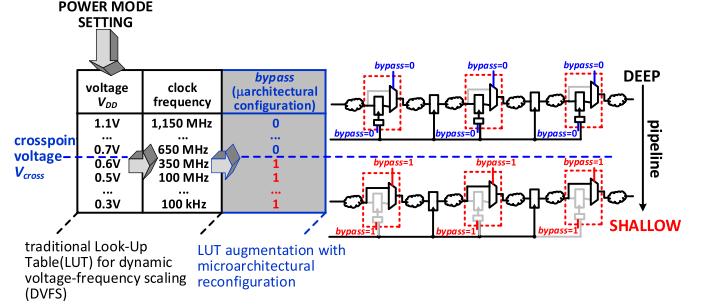 POWER MODE
SETTING
voltage
VDD
clock
frequency
bypass
(μarchitectural
configuration)
1.1V 1,150 MHz 0
... ... ...
0.7V 650 MHz 0
0.6V 350 MHz 1
0.5V 100 MHz 1
... ... ...
0.3V 100 kHz 1
crosspoin
voltage
Vcross
bypass=0 bypass=0 bypass=0
bypass=0 bypass=0 bypass=0
bypass=1 bypass=1 bypass=1
bypass=1 bypass=1 bypass=1
DEEP
pipeline
SHALLOW
traditional Look-Up
Table(LUT) for dynamic
voltage-frequency scaling
(DVFS)
LUT augmentation with
microarchitectural
reconfiguration